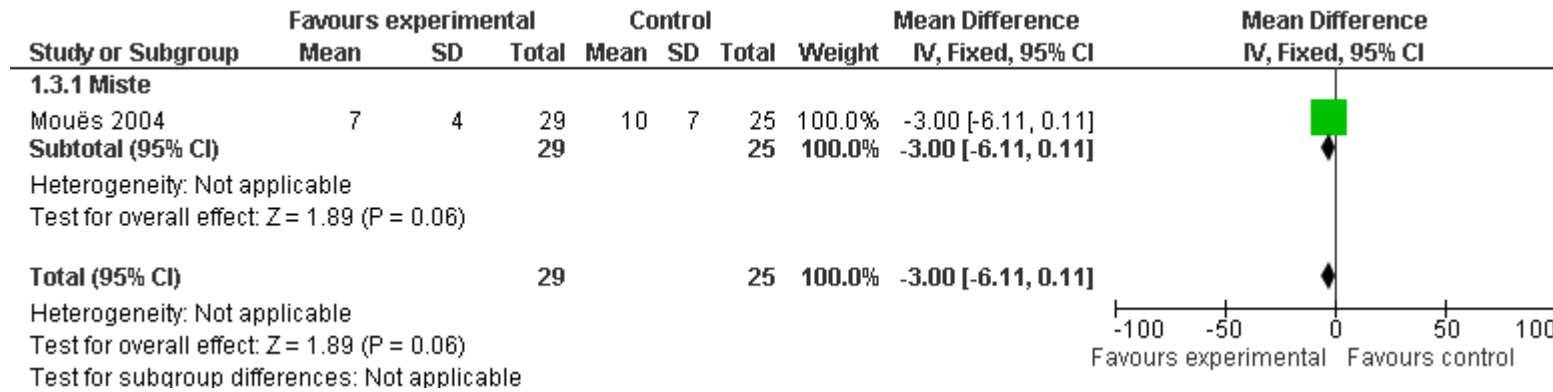 Favours experimental Control Mean Difference Mean Difference
Study or Subgroup Mean SD Total Mean SD Total Weight IV, Fixed, 95% CI IV, Fixed, 95% CI
1.3.1 Miste
Mouës 2004 7 4 29 10 7 25 100.0% -3.00 [-6.11, 0.11]
Subtotal (95% CI) 29 25 100.0% -3.00 [-6.11, 0.11]
Heterogeneity: Not applicable
Test for overall effect: Z = 1.89 (P = 0.06)
Total (95% CI) 29 25 100.0% -3.00 [-6.11, 0.11]
Heterogeneity: Not applicable
Test for overall effect: Z = 1.89 (P = 0.06)
Test for subgroup differences: Not applicable
-100 -50 0 50 100
Favours experimental Favours control